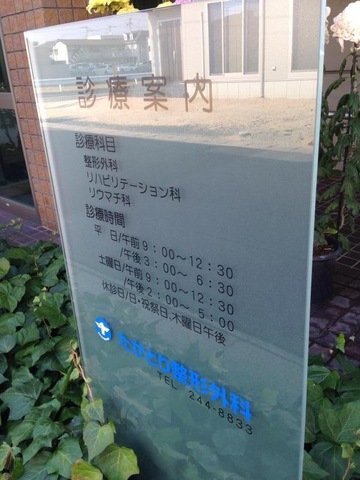 診療案内
診療科目
整形外科
リハビリテーション科
リウマチ科
診療時間
平 日/午前9:00〜12:30
/午後3:00〜 6:30
土曜日/午前9:00〜12:30
/午後2:00〜 5:00
休診日/日・祝祭日,木曜日午後
たかとり整形外科
TEL 244-8833